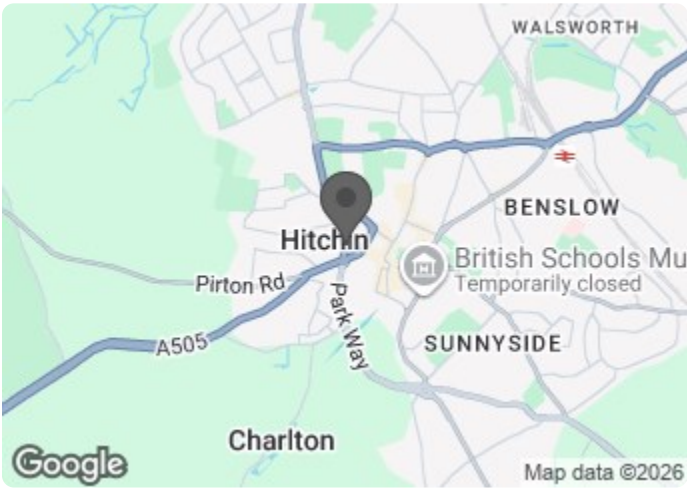 WALSWORTH
BENSLOW
Hitchin
British Schools Mu
Temporarily closed
Pirton Rd
Park Way
A505
SUNNYSIDE
Charlton
Google
Map data ©2026